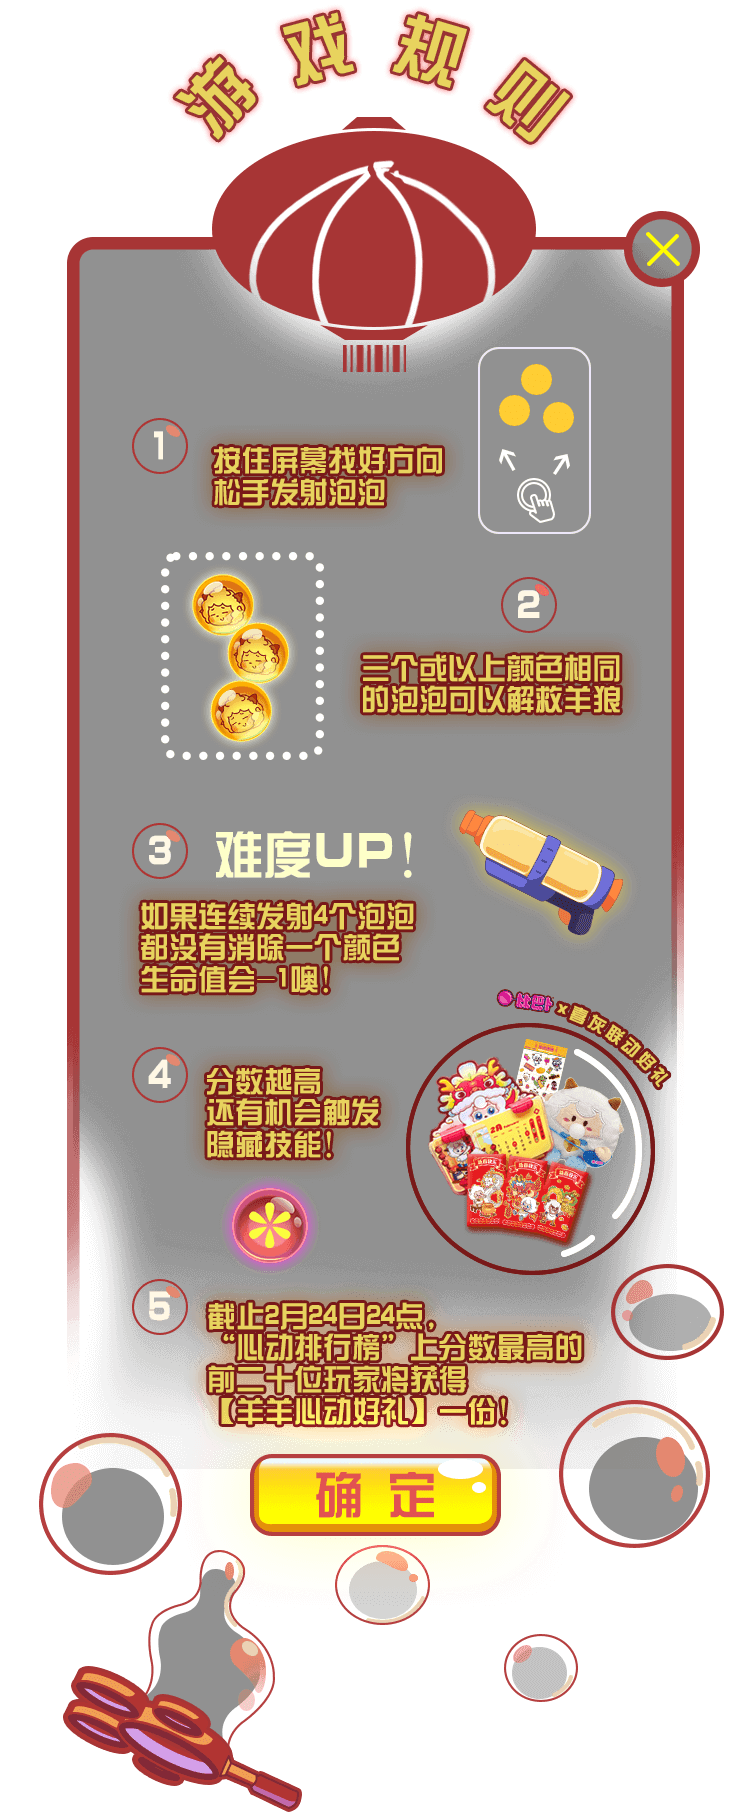 游戏规则
1
按住屏幕找好方向
松手发射泡泡
2
三个或以上颜色相同
的泡泡可以解救羊狼
3
难度UP!
如果连续发射4个泡泡
都没有消除一个颜色
生命值会-1噢!
比巴卜x喜灰联动好礼
4
分数越高
还有机会触发
隐藏技能!
5
截止2月24日24点,
“心动排行榜”上分数最高的
前二十位玩家将获得
【羊羊心动好礼】一份!
确定